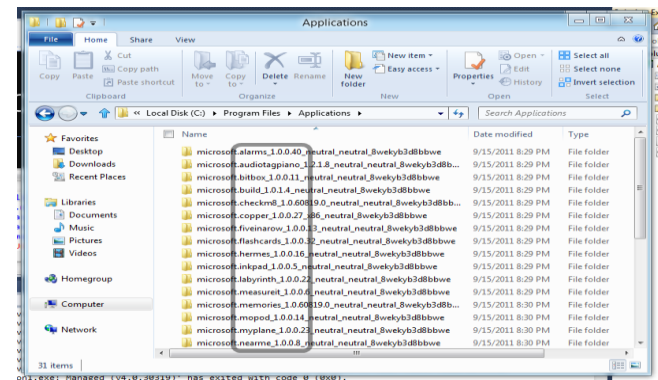 Applications
File Home Share View
Copy Paste Cut Copy path Paste shortcut
Move to Copy to Delete Rename
New folder New item Easy access
Properties Open Edit History
Select all Select none Invert selection
Clipboard Organize New Open Select
« Local Disk (C:) Program Files Applications Search Applications
Name Date modified Type
Favorites
Desktop
Downloads
Recent Places
Libraries
Documents
Music
Pictures
Videos
Homegroup
Computer
Network
microsoft.alarms_1.0.0.40_neutral_neutral_8wekyb3d8bbwe 9/15/2011 8:29 PM File folder
microsoft.audiotagpiano_1.2.1.8_neutral_neutral_8wekyb3d8b... 9/15/2011 8:29 PM File folder
microsoft.bitbox_1.0.0.11_neutral_neutral_8wekyb3d8bbwe 9/15/2011 8:29 PM File folder
microsoft.build_1.0.1.4_neutral_neutral_8wekyb3d8bbwe 9/15/2011 8:29 PM File folder
microsoft.checkm8_1.0.60819.0_neutral_neutral_8wekyb3d8bb... 9/15/2011 8:29 PM File folder
microsoft.copper_1.0.0.27_x86_neutral_8wekyb3d8bbwe 9/15/2011 8:29 PM File folder
microsoft.fiveinarow_1.0.0.13_neutral_neutral_8wekyb3d8bbwe 9/15/2011 8:29 PM File folder
microsoft.flashcards_1.0.0.32_neutral_neutral_8wekyb3d8bbwe 9/15/2011 8:29 PM File folder
microsoft.hermes_1.0.0.16_neutral_neutral_8wekyb3d8bbwe 9/15/2011 8:29 PM File folder
microsoft.inkpad_1.0.0.5_neutral_neutral_8wekyb3d8bbwe 9/15/2011 8:29 PM File folder
microsoft.labyrinth_1.0.0.22_neutral_neutral_8wekyb3d8bbwe 9/15/2011 8:29 PM File folder
microsoft.measureit_1.0.0.6_neutral_neutral_8wekyb3d8bbwe 9/15/2011 8:29 PM File folder
microsoft.memories_1.0.60819.0_neutral_neutral_8wekyb3d8b... 9/15/2011 8:30 PM File folder
microsoft.mopod_1.0.0.14_neutral_neutral_8wekyb3d8bbwe 9/15/2011 8:30 PM File folder
microsoft.myplane_1.0.0.23_neutral_neutral_8wekyb3d8bbwe 9/15/2011 8:30 PM File folder
microsoft.nearme_1.0.0.8_neutral_neutral_8wekyb3d8bbwe 9/15/2011 8:30 PM File folder
31 items
on1.exe: Managed (v4.0.30319)' has exited with code 0 (0x0).